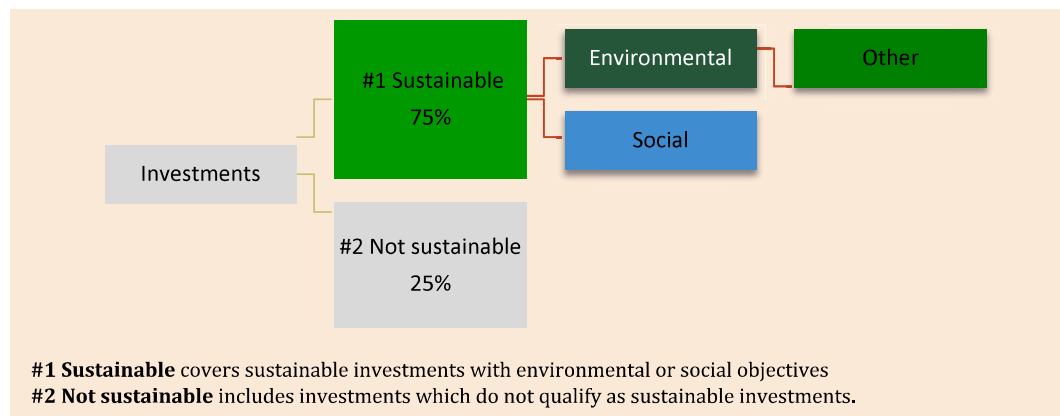 #1 Sustainable
75%
Environmental
Other
Social
Investments
#2 Not sustainable
25%
#1 Sustainable covers sustainable investments with environmental or social objectives
#2 Not sustainable includes investments which do not qualify as sustainable investments.